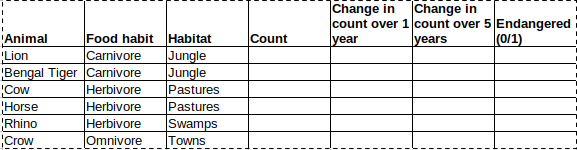 Animal Food habit Habitat Count Change in count over 1 year Change in count over 5 years Endangered (0/1)
Lion Carnivore Jungle
Bengal Tiger Carnivore Jungle
Cow Herbivore Pastures
Horse Herbivore Pastures
Rhino Herbivore Swamps
Crow Omnivore Towns